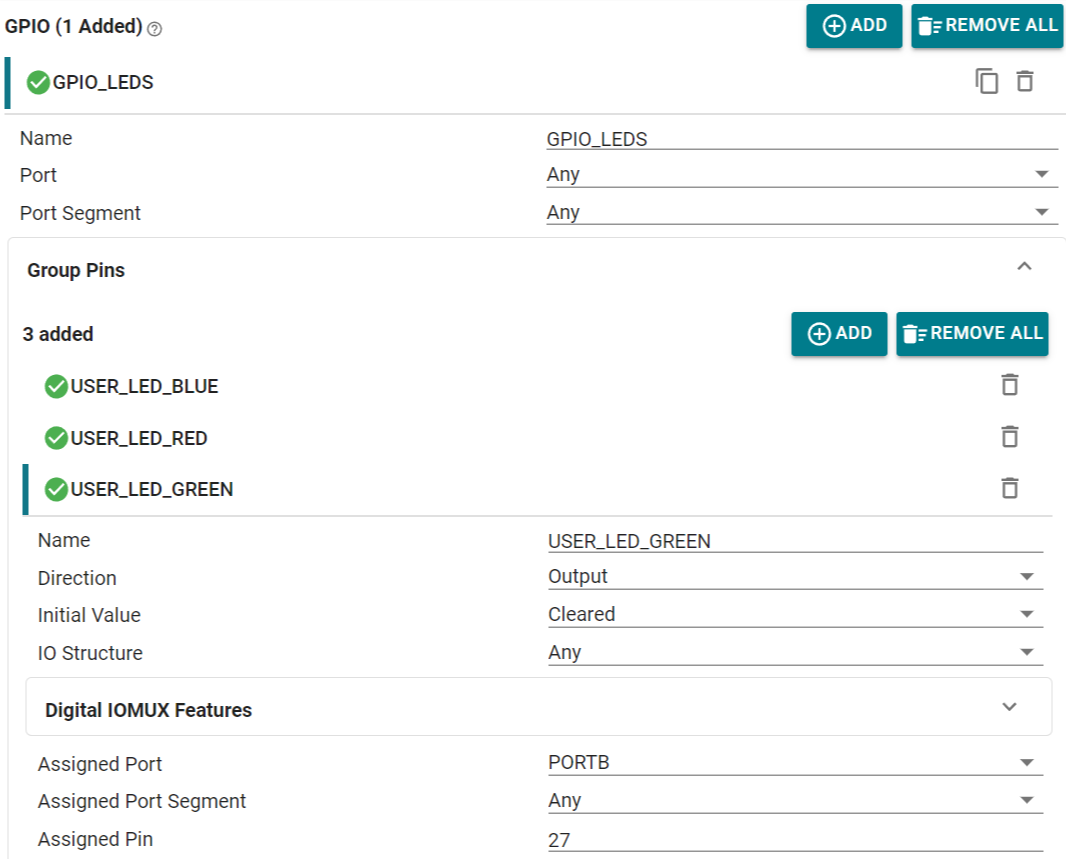 GPIO (1 Added) ?
ADD
REMOVE ALL
GPIO_LEDS
Name GPIO_LEDS
Port Any
Port Segment Any
Group Pins
3 added
ADD
REMOVE ALL
USER_LED_BLUE
USER_LED_RED
USER_LED_GREEN
Name USER_LED_GREEN
Direction Output
Initial Value Cleared
IO Structure Any
Digital IOMUX Features
Assigned Port PORTB
Assigned Port Segment Any
Assigned Pin 27